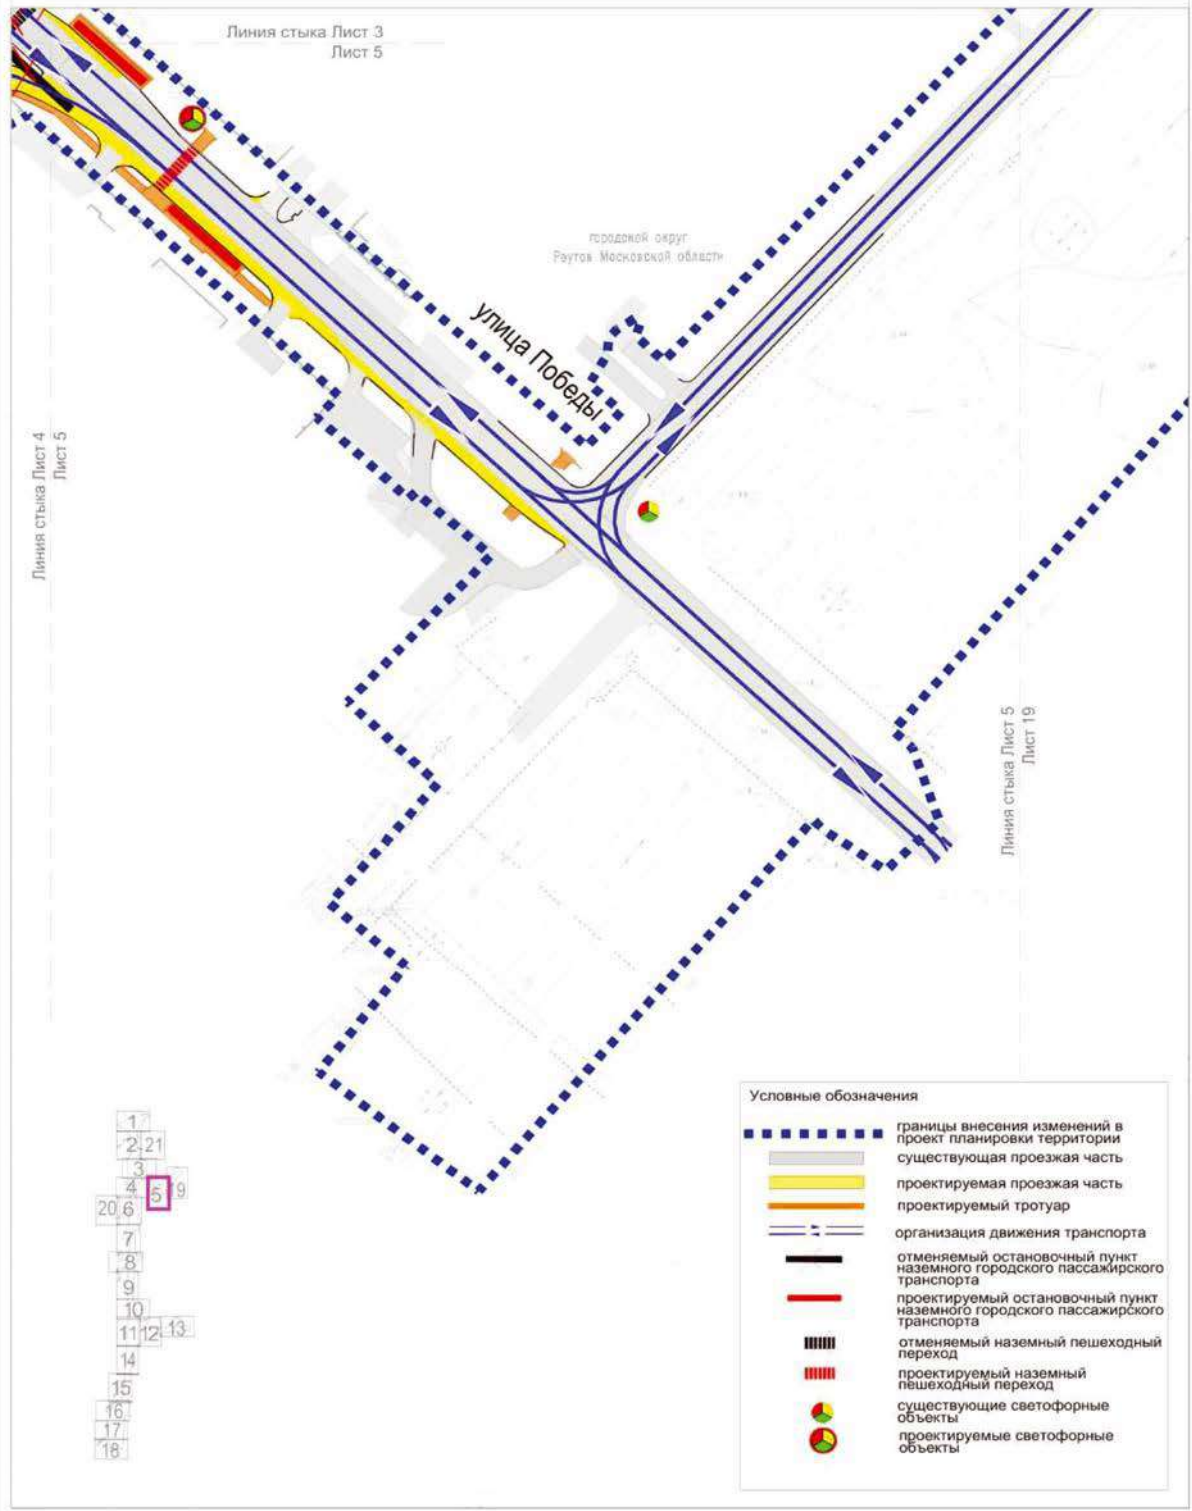 Линия стыка Лист 3
Лист 5
городской округ
Реутов Московской области
улица Победы
Линия стыка Лист 4
Лист 5
Линия стыка Лист 5
Лист 19
1
2 21
3
4 5 19
20 6
7
8
9
10
11 12 13
14
15
16
17
18
Условные обозначения
границы внесения изменений в
проект планировки территории
существующая проезжая часть
проектируемая проезжая часть
проектируемый тротуар
организация движения транспорта
отменяемый остановочный пункт
наземного городского пассажирского
транспорта
проектируемый остановочный пункт
наземного городского пассажирского
транспорта
отменяемый наземный пешеходный
переход
проектируемый наземный
пешеходный переход
существующие светофорные
объекты
проектируемые светофорные
объекты